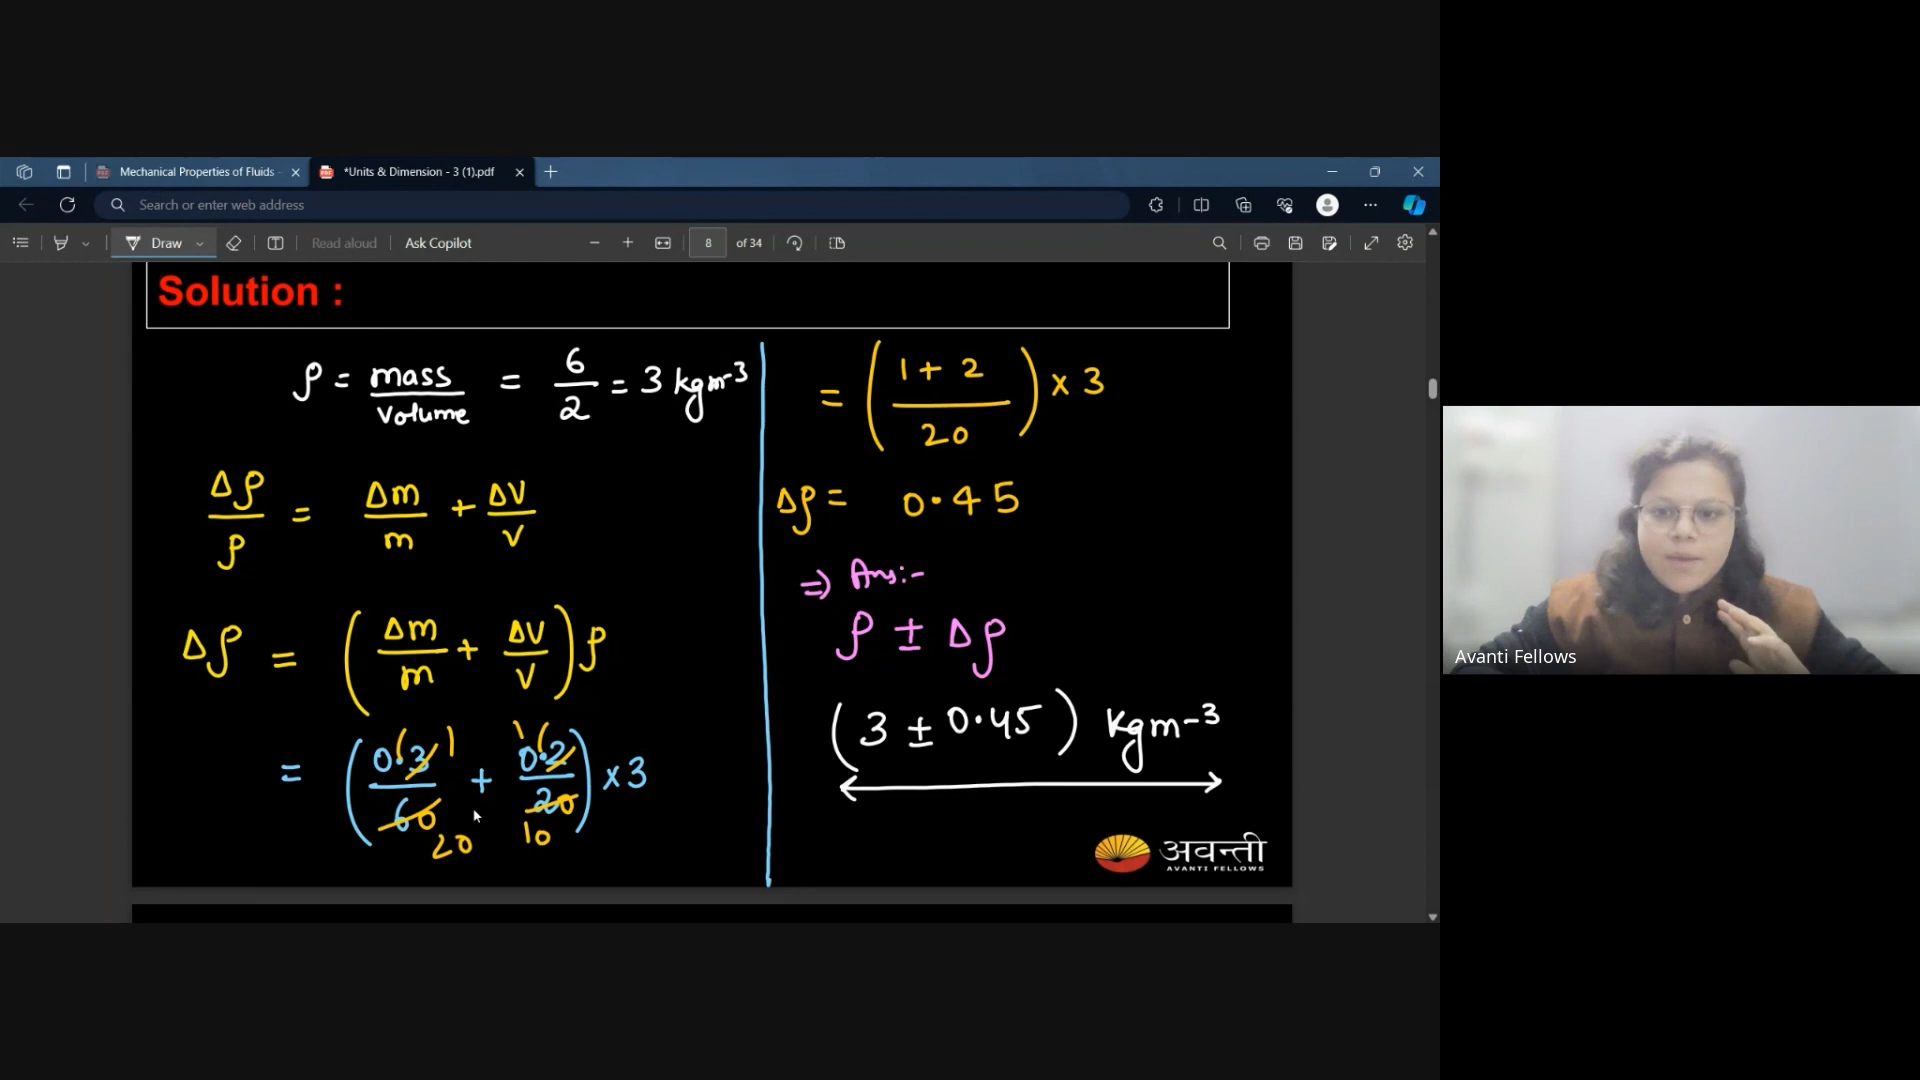 Mechanical Properties of Fluids -
*Units & Dimension - 3 (1).pdf
Search or enter web address
Draw
Read aloud
Ask Copilot
8 of 34
Solution :
ρ = mass / volume = 6 / 2 = 3 kgm⁻³
Δρ / ρ = Δm / m + ΔV / V
Δρ = (Δm / m + ΔV / V) ρ
= (0.3 / 60 + 0.2 / 20) × 3
1 1
20 10
= (1 + 2 / 20) × 3
Δρ = 0.45
⇒ Ans:-
ρ ± Δρ
(3 ± 0.45) kgm⁻³
अवन्ती
AVANTI FELLOWS
Avanti Fellows